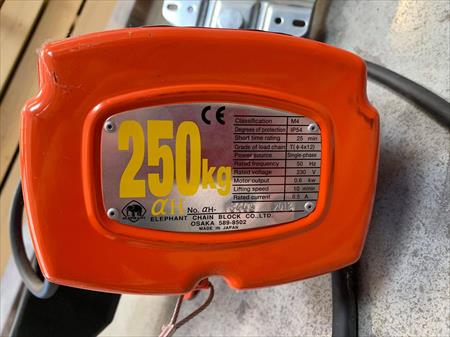 CE
250kg
αH
No. αH-
ELEPHANT CHAIN BLOCK CO.,LTD.
OSAKA 589-8502
MADE IN JAPAN
Classification M4
Degrees of protection IP54
Short time rating 25 min
Grade of load chain T(φ4x12)
Power source Single-phase
Rated frequency 50 Hz
Rated voltage 230 V
Motor output 0.6 kw
Lifting speed 10 m/min
Rated current 6.5 A